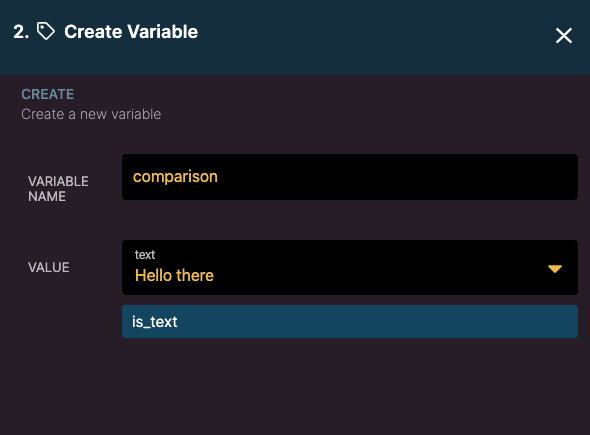 2. Create Variable
CREATE
Create a new variable
VARIABLE
NAME
comparison
VALUE
text
Hello there
is_text